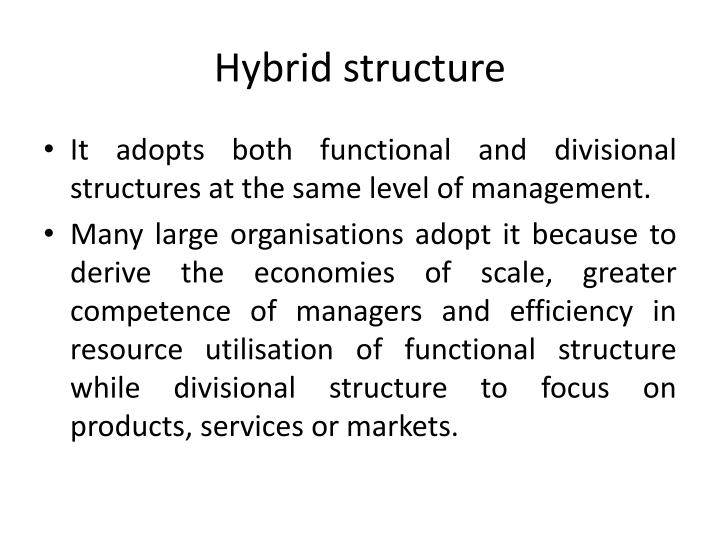 Hybrid structure
• It adopts both functional and divisional
structures at the same level of management.
• Many large organisations adopt it because to
derive the economies of scale, greater
competence of managers and efficiency in
resource utilisation of functional structure
while divisional structure to focus on
products, services or markets.